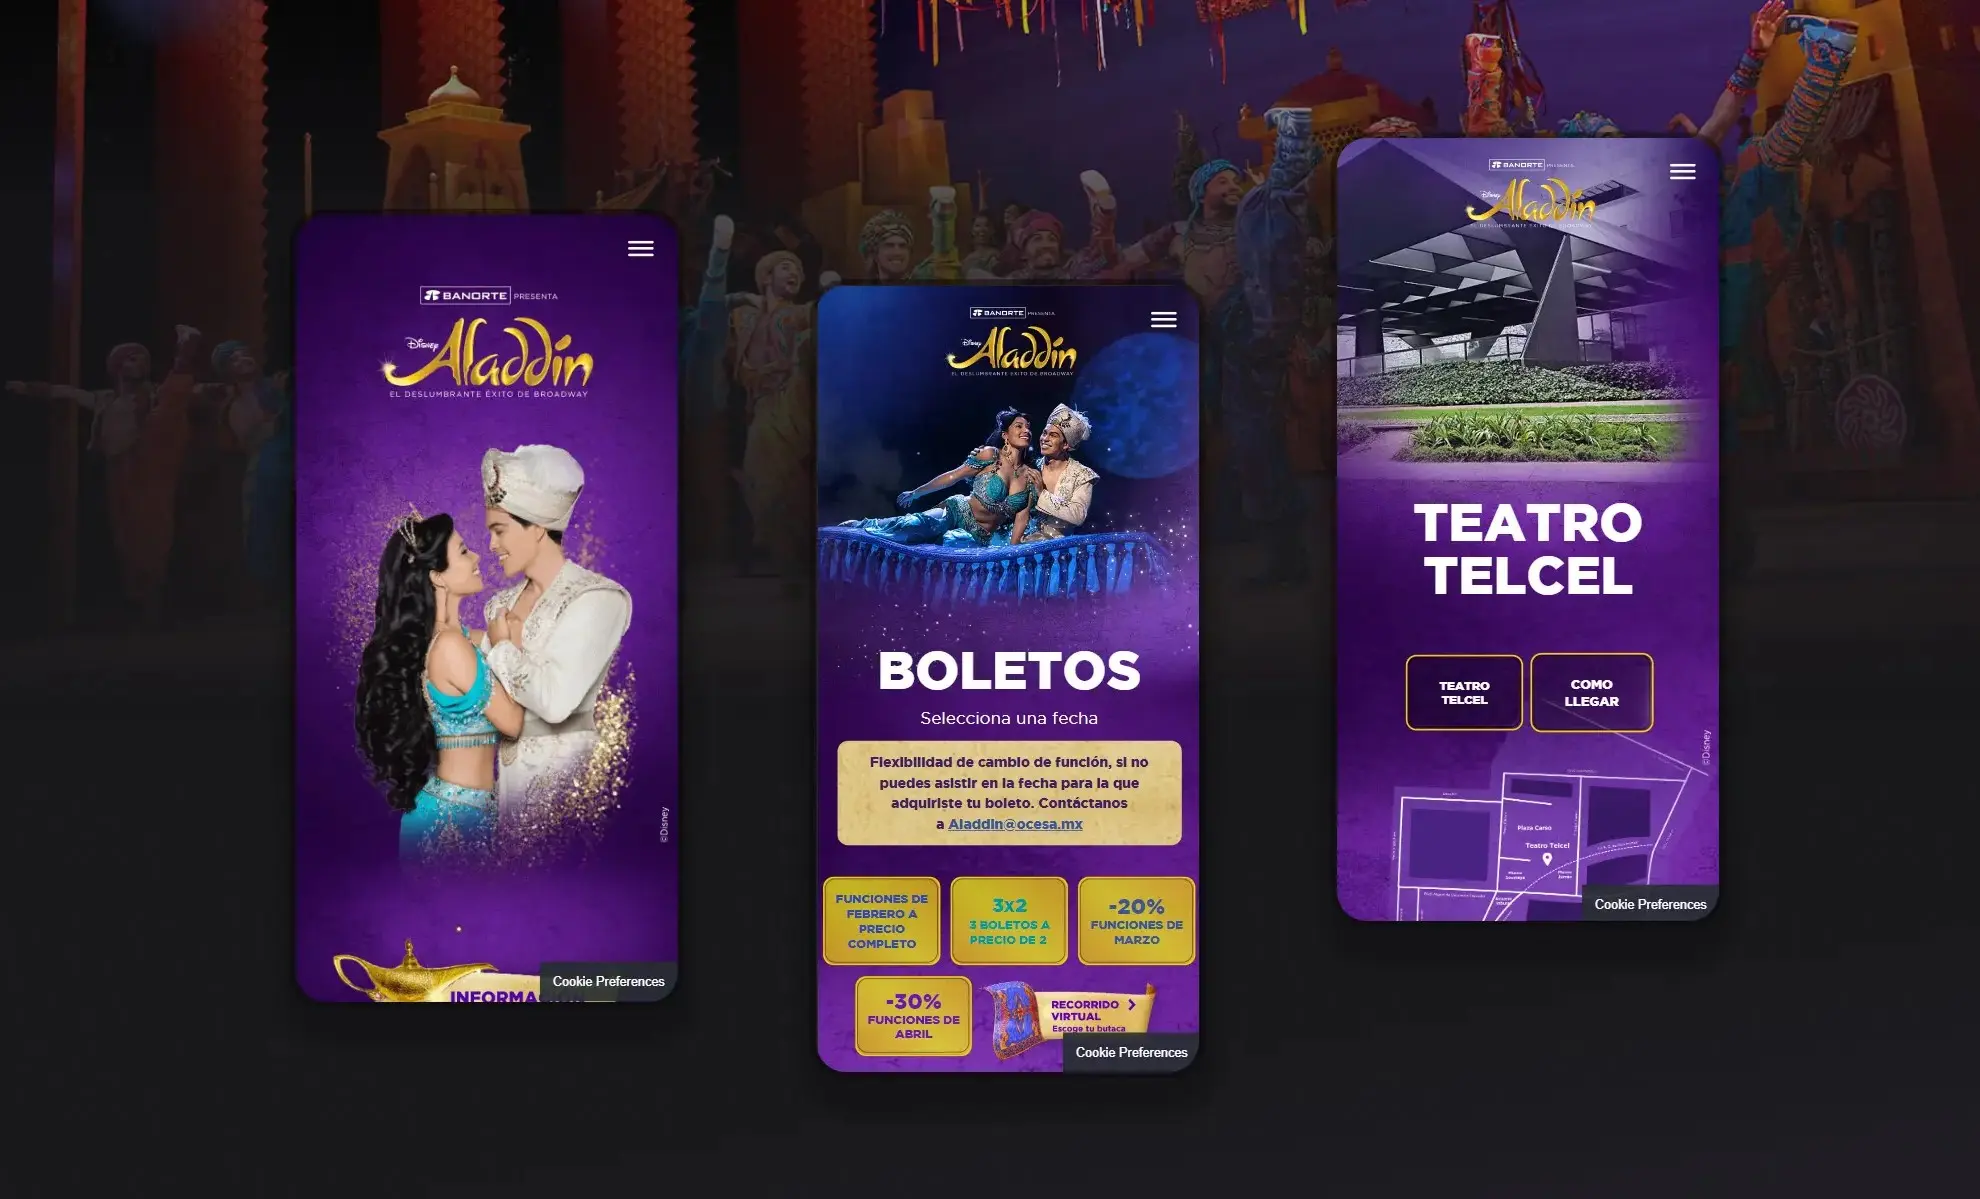 BANORTE PRESENTA
Disney
Aladdin
EL DESLUMBRANTE ÉXITO DE BROADWAY
©Disney
INFORMA
Cookie Preferences
BANORTE PRESENTA
Disney
Aladdin
EL DESLUMBRANTE ÉXITO DE BROADWAY
BOLETOS
Selecciona una fecha
Flexibilidad de cambio de función, si no
puedes asistir en la fecha para la que
adquiriste tu boleto. Contáctanos
a Aladdin@ocesa.mx
FUNCIONES DE
FEBRERO A
PRECIO
COMPLETO
3x2
3 BOLETOS A
PRECIO DE 2
-20%
FUNCIONES DE
MARZO
-30%
FUNCIONES DE
ABRIL
RECORRIDO
VIRTUAL
Escoge tu butaca
Cookie Preferences
BANORTE PRESENTA
Disney
Aladdin
EL DESLUMBRANTE ÉXITO DE BROADWAY
TEATRO
TELCEL
TEATRO
TELCEL
COMO
LLEGAR
©Disney
Plaza Carso
Teatro Telcel
Museo
Soumaya
Museo
Jumex
Cookie Preferences